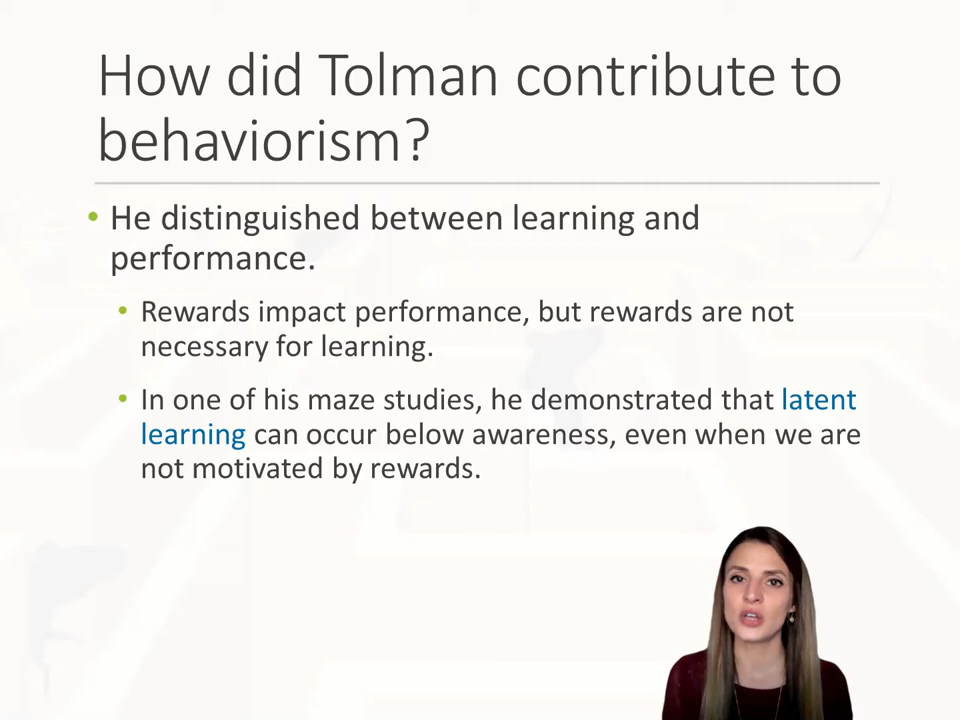 How did Tolman contribute to
behaviorism?
• He distinguished between learning and
performance.
• Rewards impact performance, but rewards are not
necessary for learning.
• In one of his maze studies, he demonstrated that latent
learning can occur below awareness, even when we are
not motivated by rewards.